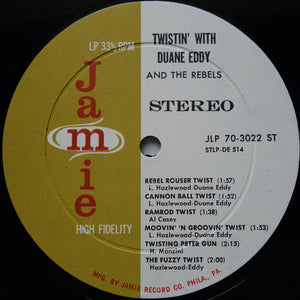 LP 33⅓ RPM
Jamie
HIGH FIDELITY
TWISTIN' WITH
DUANE EDDY
AND THE REBELS
STEREO
JLP 70-3022 ST
STLP-DE 514
REBEL ROUSER TWIST (1:57)
L. Hazlewood-Duane Eddy
CANNON BALL TWIST (1:52)
L. Hazlewood-Duane Eddy
RAMROD TWIST (1:38)
Al Casey
MOOVIN' 'N GROOVIN' TWIST (1:53)
L. Hazlewood-Duane Eddy
TWISTING PETER GUN (2:15)
H. Mancini
THE FUZZY TWIST (2:00)
Hazlewood-Eddy
MFG. BY JAMIE RECORD CO. PHILA., PA.